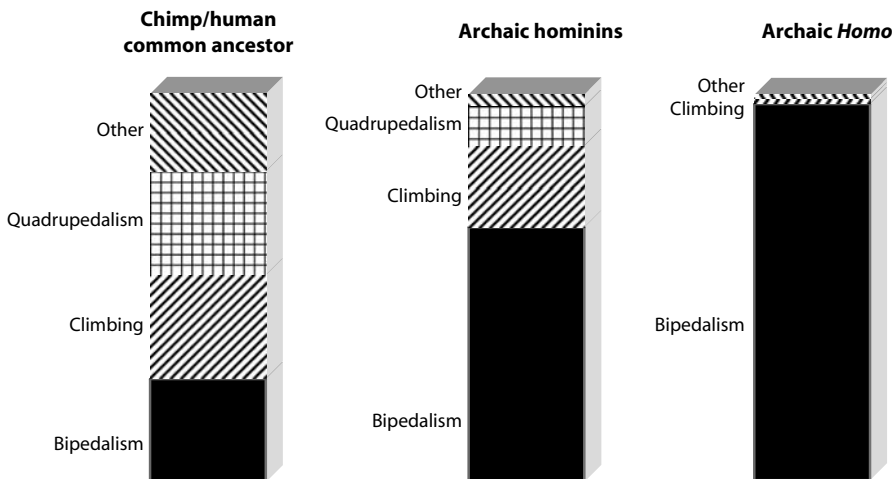 Chimp/human
common ancestor
Other
Quadrupedalism
Climbing
Bipedalism
Archaic hominins
Other
Quadrupedalism
Climbing
Bipedalism
Archaic Homo
Other
Climbing
Bipedalism